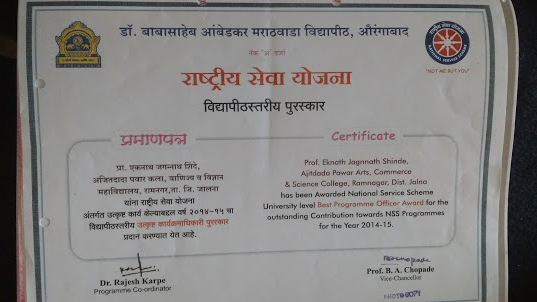 डॉ. बाबासाहेब आंबेडकर मराठवाडा विद्यापीठ, औरंगाबाद
राष्ट्रीय सेवा योजना
"NOT ME BUT YOU"
विद्यापीठस्तरीय पुरस्कार
प्रमाणपत्र
प्रा. एकनाथ जगन्नाथ शिंदे,
अजितदादा पवार कला, वाणिज्य व विज्ञान
महाविद्यालय, रामनगर,ता. जि. जालना
यांना राष्ट्रीय सेवा योजना
अंतर्गत उत्कृष्ट कार्य केल्याबद्दल वर्ष २०१४-१५ चा
विद्यापीठस्तरीय उत्कृष्ट कार्यक्रमाधिकारी पुरस्कार
प्रदान करण्यात येत आहे.
Certificate
Prof. Eknath Jagnnath Shinde,
Ajitdada Pawar Arts, Commerce
& Science College, Ramnagar, Dist. Jalna
has been Awarded National Service Scheme
University level Best Programme Officer Award for the
outstanding Contribution towards NSS Programmes
for the Year 2014-15.
Dr. Rajesh Karpe
Programme Co-ordinator
Prof. B. A. Chopade
Vice-Chancellor
PHOTO COPY